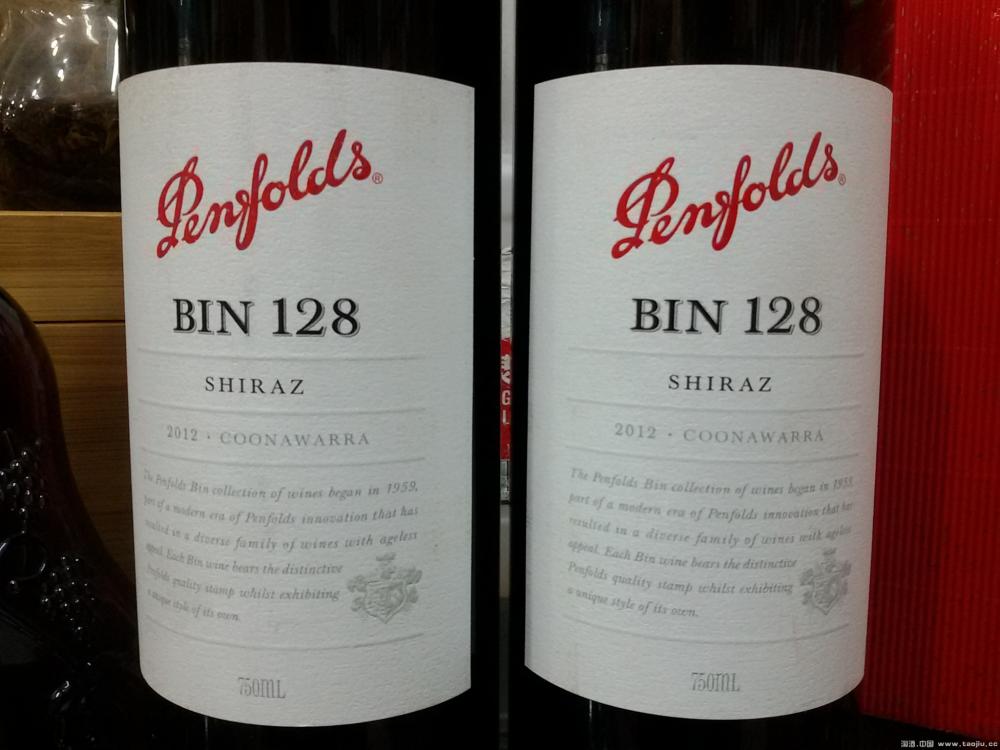 Penfolds®
BIN 128
SHIRAZ
2012 · COONAWARRA
The Penfolds Bin collection of wines began in 1959,
part of a modern era of Penfolds innovation that has
resulted in a diverse family of wines with ageless
appeal. Each Bin wine bears the distinctive
Penfolds quality stamp whilst exhibiting
a unique style of its own.
750ML
Penfolds®
BIN 128
SHIRAZ
2012 · COONAWARRA
The Penfolds Bin collection of wines began in 1959,
part of a modern era of Penfolds innovation that has
resulted in a diverse family of wines with ageless
appeal. Each Bin wine bears the distinctive
Penfolds quality stamp whilst exhibiting
a unique style of its own.
750ML
G
L
淘酒.中国 www.taojiu.cc